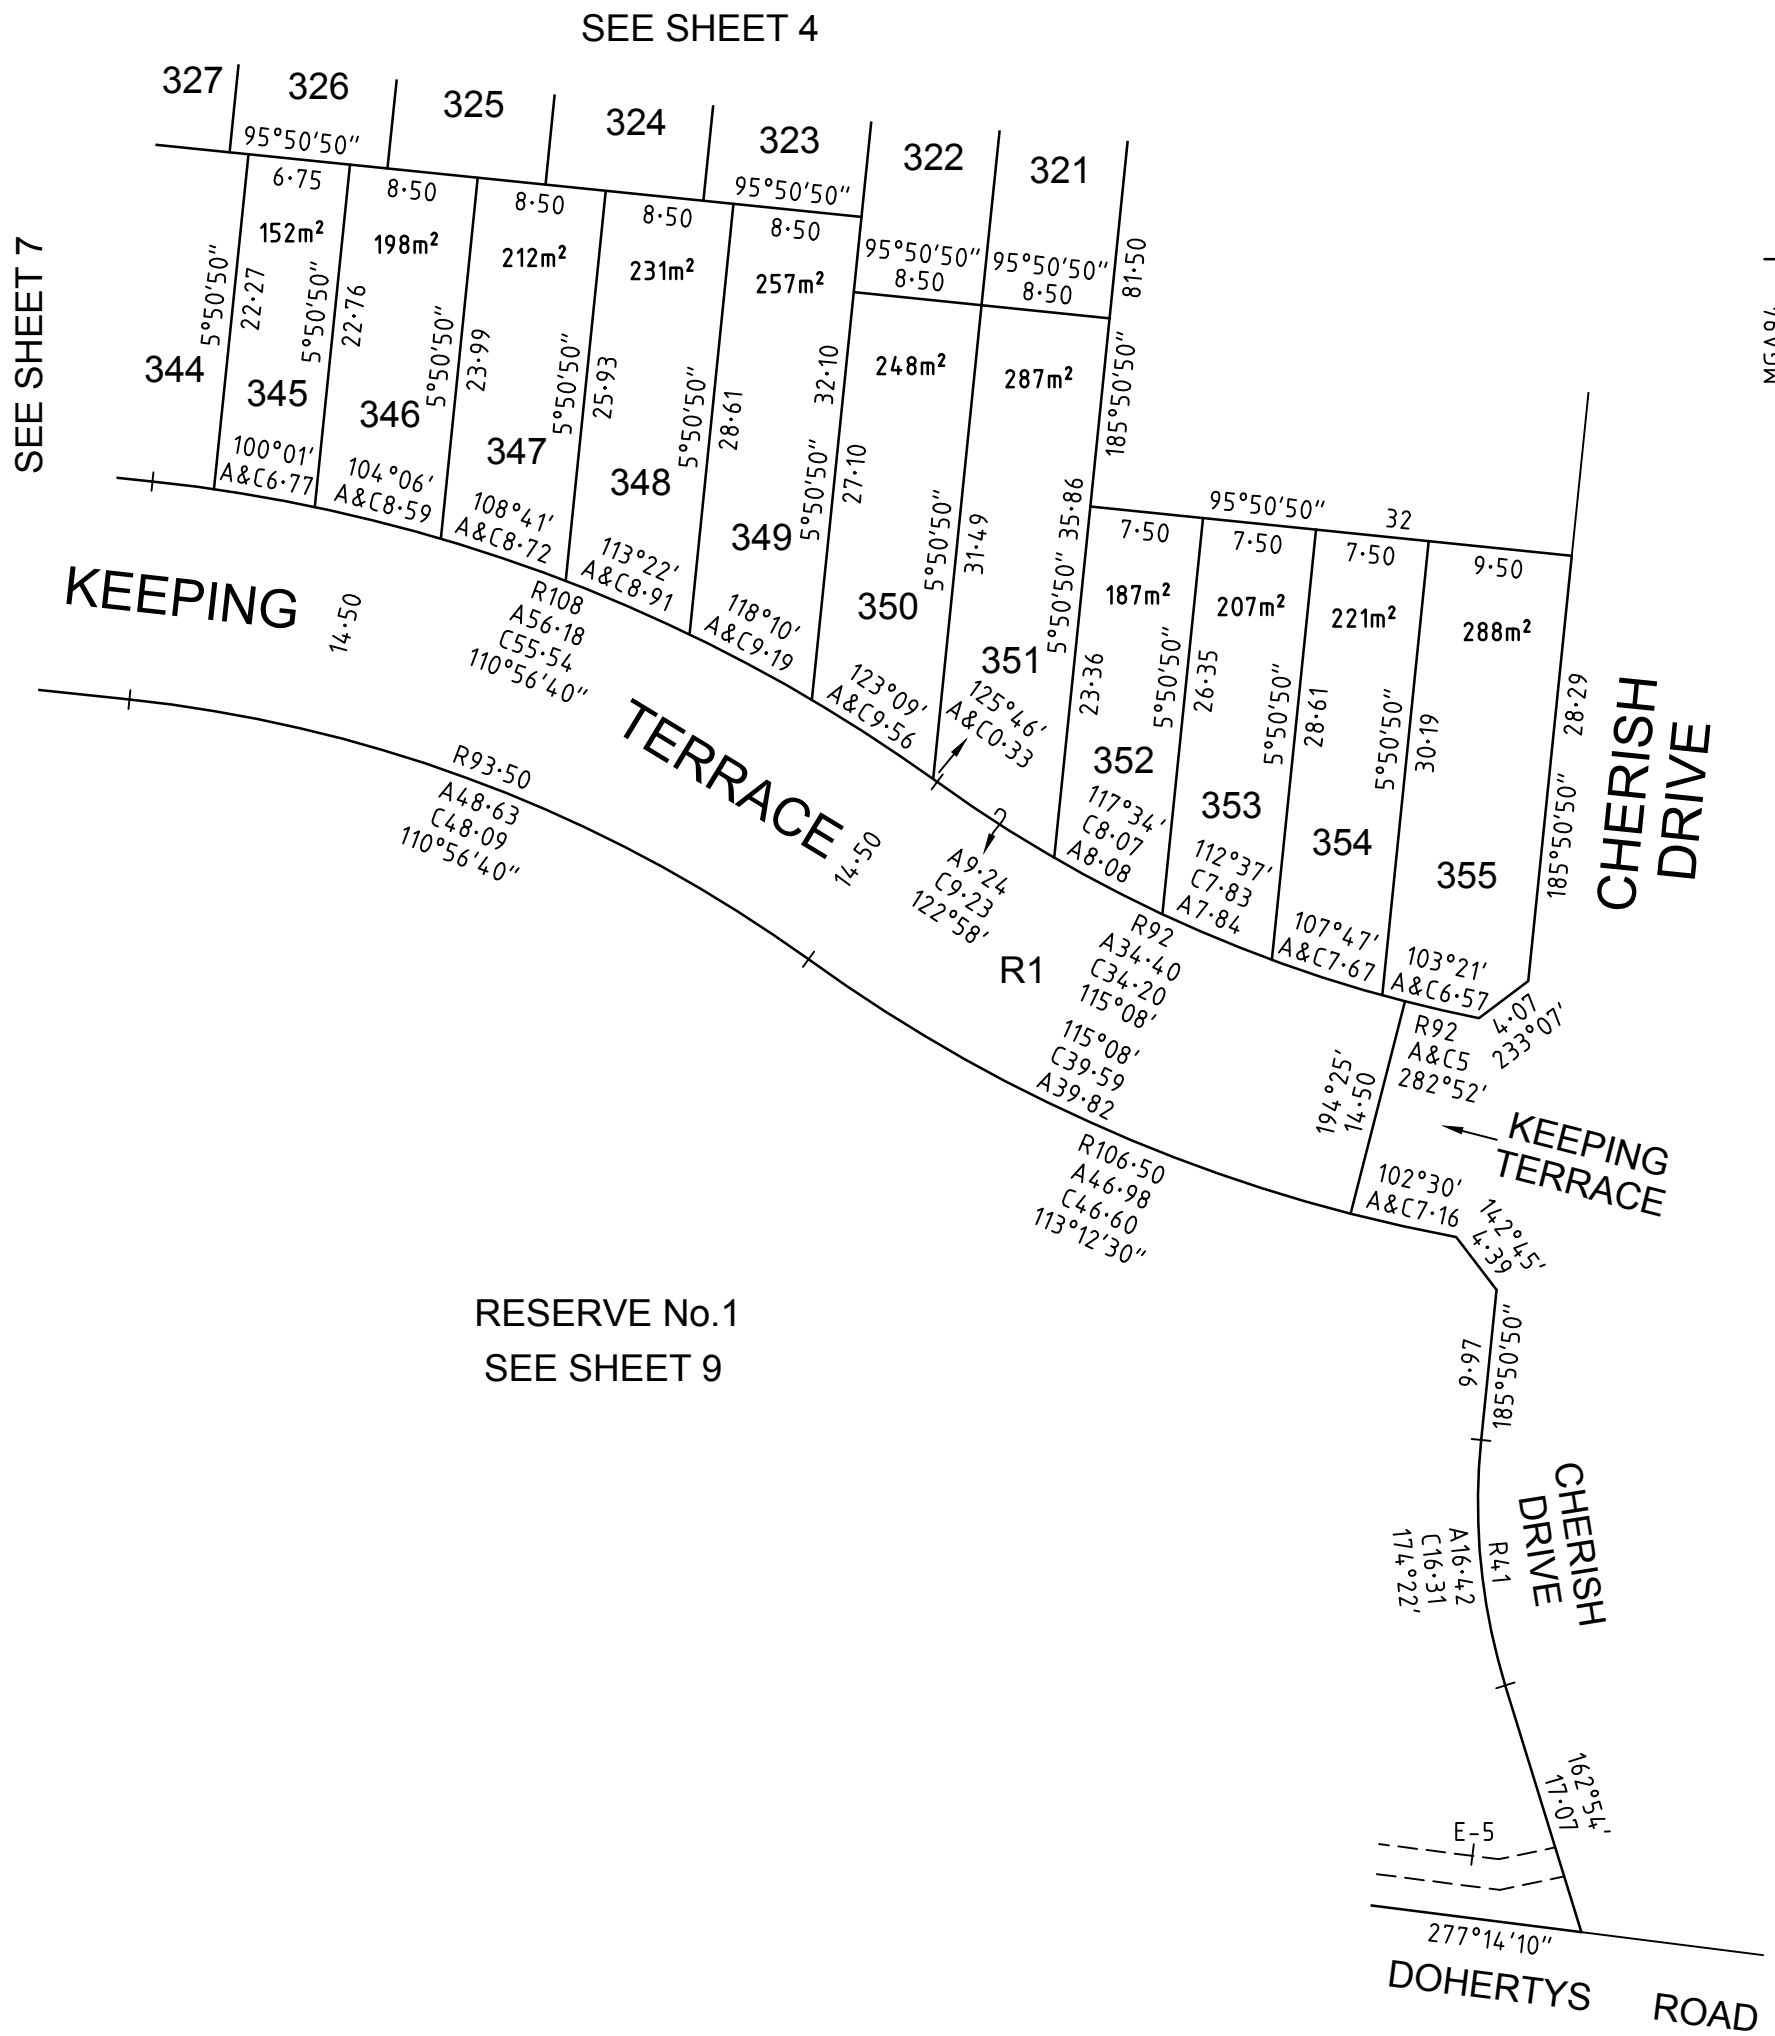 SEE SHEET 4
327
326
325
324
323
322
321
95°50'50"
95°50'50"
95°50'50"
8·50
95°50'50"
8·50
81·50
185°50'50"
SEE SHEET 7
344
5°50'50"
22·27
6·75
152m²
345
100°01'
A&C6·77
5°50'50"
22·76
8·50
198m²
346
104°06'
A&C8·59
5°50'50"
23·99
8·50
212m²
347
108°41'
A&C8·72
5°50'50"
25·93
8·50
231m²
348
113°22'
A&C8·91
5°50'50"
28·61
8·50
257m²
349
118°10'
A&C9·19
32·10
5°50'50"
27·10
248m²
350
123°09'
A&C9·56
5°50'50"
31·49
287m²
351
125°46'
A&C0·33
5°50'50" 35·86
95°50'50"
32
7·50
187m²
23·36
352
117°34'
C8·07
A8·08
5°50'50"
26·35
7·50
207m²
353
112°37'
C7·83
A7·84
5°50'50"
28·61
7·50
221m²
354
107°47'
A&C7·67
5°50'50"
30·19
9·50
288m²
355
103°21'
A&C6·57
28·29
185°50'50"
4·07
233°07'
CHERISH
DRIVE
KEEPING
14·50
R108
A56·18
C55·54
110°56'40"
TERRACE
14·50
R93·50
A48·63
C48·09
110°56'40"
A9·24
C9·23
122°58'
R1
R92
A34·40
C34·20
115°08'
115°08'
C39·59
A39·82
R106·50
A46·98
C46·60
113°12'30"
R92
A&C5
282°52'
194°25'
14·50
KEEPING
TERRACE
102°30'
A&C7·16
142°45'
4·39
RESERVE No.1
SEE SHEET 9
9·97
185°50'50"
CHERISH
DRIVE
R41
A16·42
C16·31
174°22'
162°54'
17·07
E-5
277°14'10"
DOHERTYS ROAD